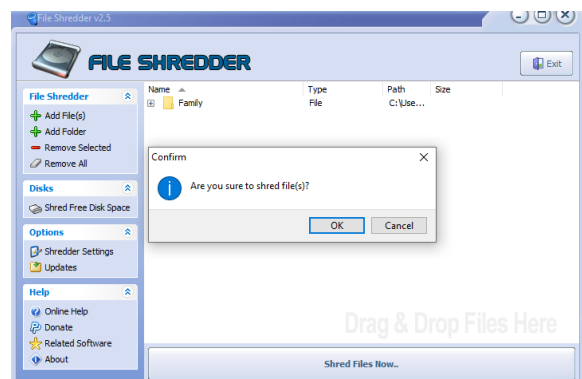 File Shredder v2.5
FILE SHREDDER
Exit
File Shredder
Add File(s)
Add Folder
Remove Selected
Remove All
Disks
Shred Free Disk Space
Options
Shredder Settings
Updates
Help
Online Help
Donate
Related Software
About
Name Type Path Size
Family File C:\Use...
Confirm
Are you sure to shred file(s)?
OK Cancel
Drag & Drop Files Here
Shred Files Now..